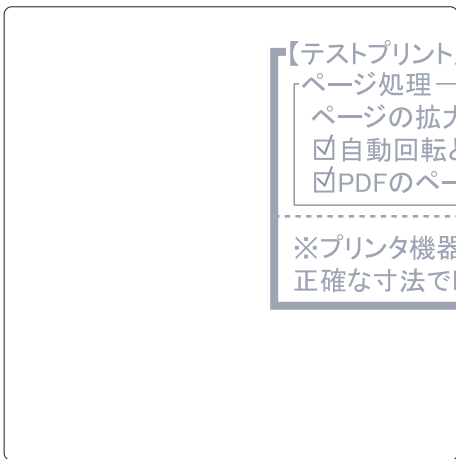 【テストプリント
ページ処理
ページの拡
☑自動回転
☑PDFのペー
※プリンタ機器
正確な寸法で